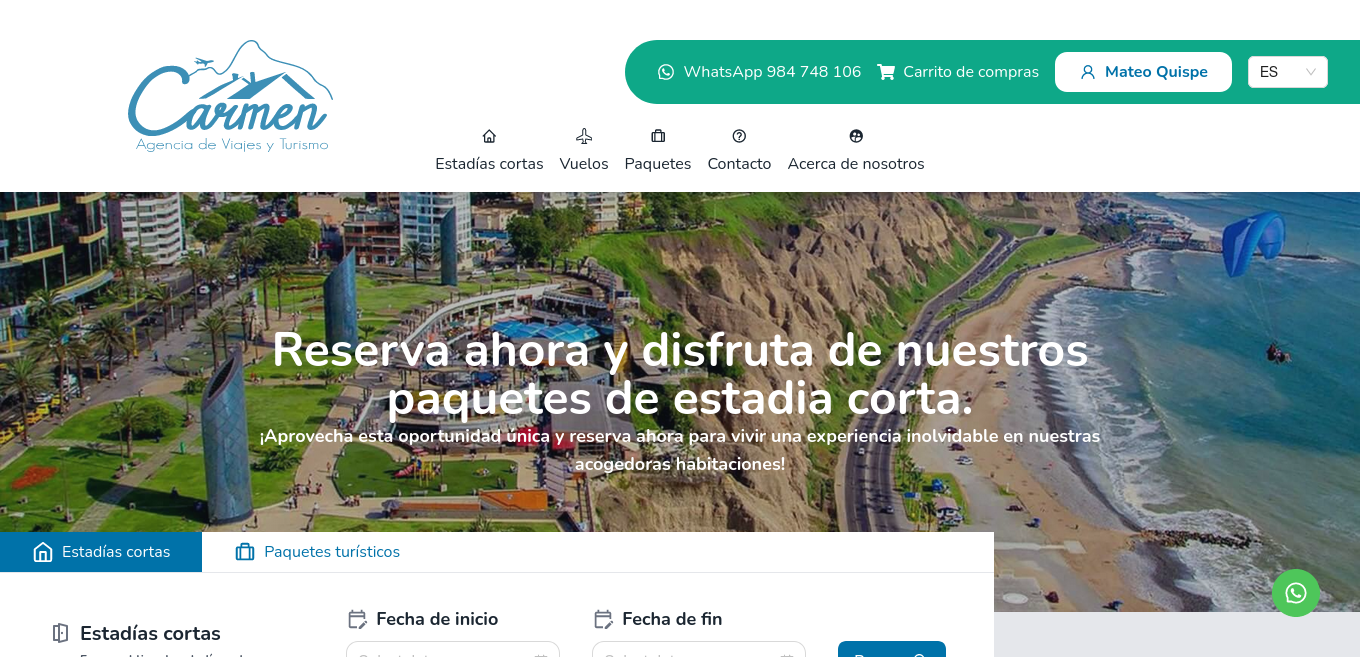 Carmen
Agencia de Viajes y Turismo
WhatsApp 984 748 106
Carrito de compras
Mateo Quispe
ES
Estadías cortas
Vuelos
Paquetes
Contacto
Acerca de nosotros
Reserva ahora y disfruta de nuestros
paquetes de estadia corta.
¡Aprovecha esta oportunidad única y reserva ahora para vivir una experiencia inolvidable en nuestras
acogedoras habitaciones!
Estadías cortas
Paquetes turísticos
Estadías cortas
Fecha de inicio
Fecha de fin